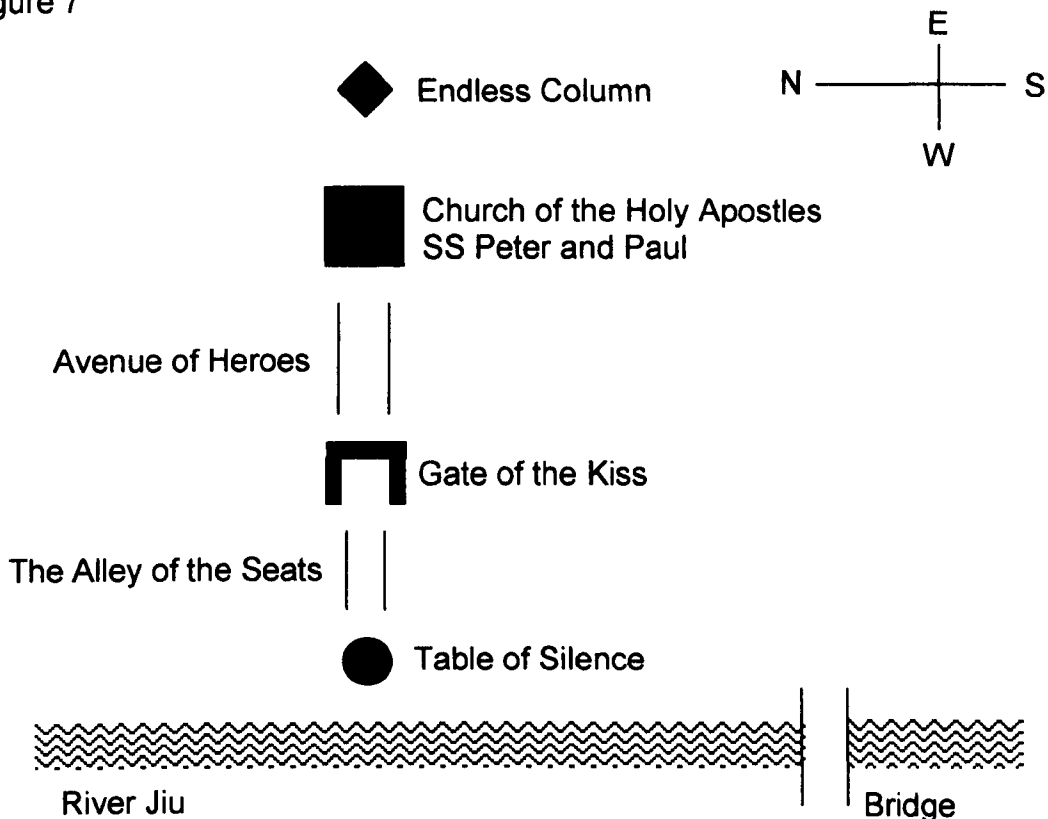 gure 7
E
Endless Column
N
S
W
Church of the Holy Apostles
SS Peter and Paul
Avenue of Heroes
Gate of the Kiss
The Alley of the Seats
Table of Silence
River Jiu
Bridge